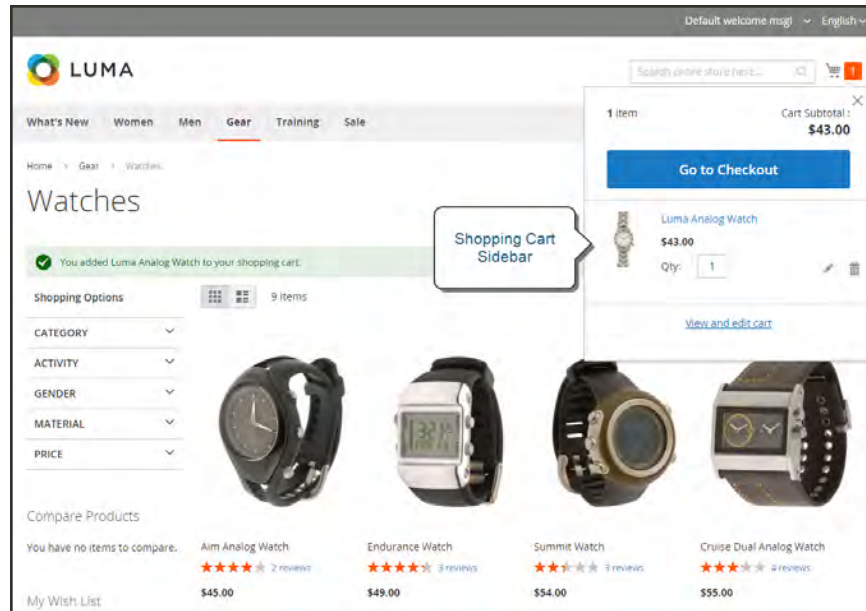 Default welcome msg! English
LUMA
Search entire store here...
1
What's New Women Men Gear Training Sale
1 item
Cart Subtotal :
$43.00
Go to Checkout
Home > Gear > Watches
Watches
Luma Analog Watch
$43.00
Qty: 1
Shopping Cart
Sidebar
You added Luma Analog Watch to your shopping cart.
View and edit cart
Shopping Options
9 Items
CATEGORY
ACTIVITY
GENDER
MATERIAL
PRICE
Compare Products
You have no items to compare.
My Wish List
Aim Analog Watch
2 reviews
$45.00
Endurance Watch
3 reviews
$49.00
Summit Watch
3 reviews
$54.00
Cruise Dual Analog Watch
4 reviews
$55.00